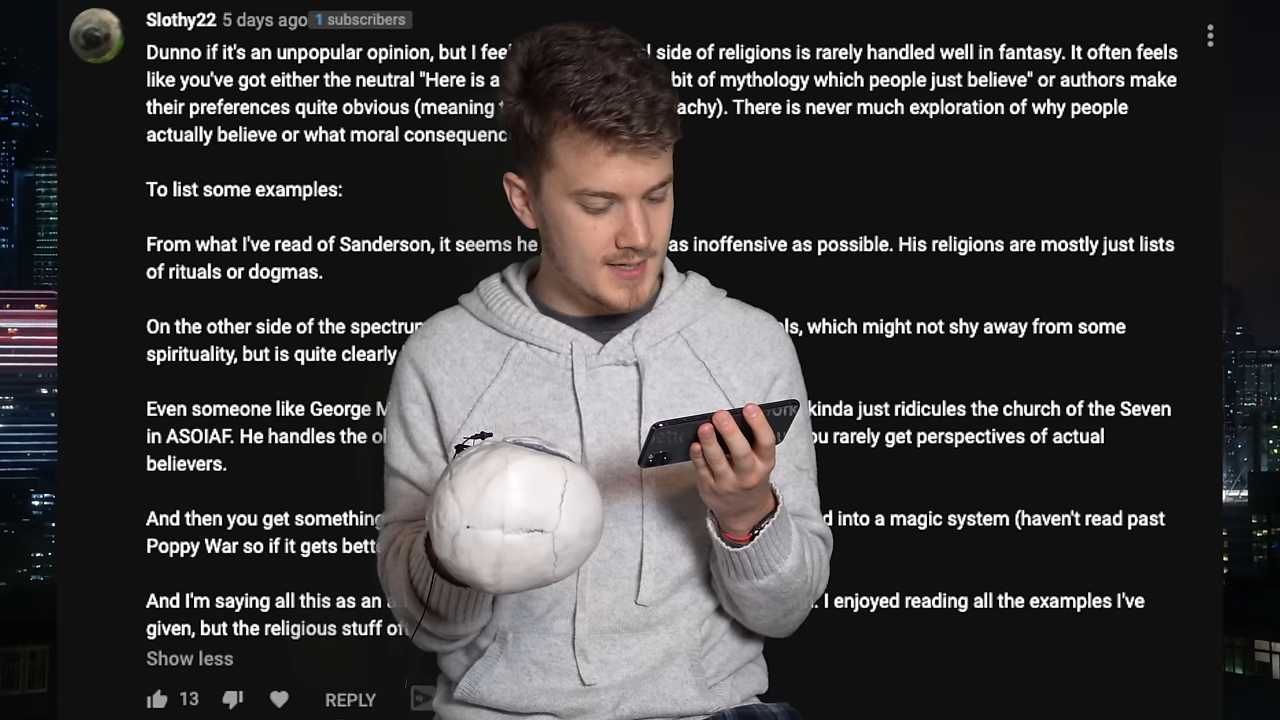 Slothy22 5 days ago 1 subscribers
Dunno if it's an unpopular opinion, but I side of religions is rarely handled well in fantasy. It often feels
like you've got either the neutral "Here is a bit of mythology which people just believe" or authors make
their preferences quite obvious (meaning There is never much exploration of why people
actually believe or what moral
To list some examples:
From what I've read of Sanderson, it seems he as inoffensive as possible. His religions are mostly just lists
of rituals or dogmas.
On the other side of the which might not shy away from some
spirituality, but is quite clearly
Even someone like George kinda just ridicules the church of the Seven
in ASOIAF. He handles the rarely get perspectives of actual
believers.
And then you get something into a magic system (haven't read past
Poppy War so if it gets
And I'm saying all this as an I enjoyed reading all the examples I've
given, but the religious stuff
Show less
13 REPLY